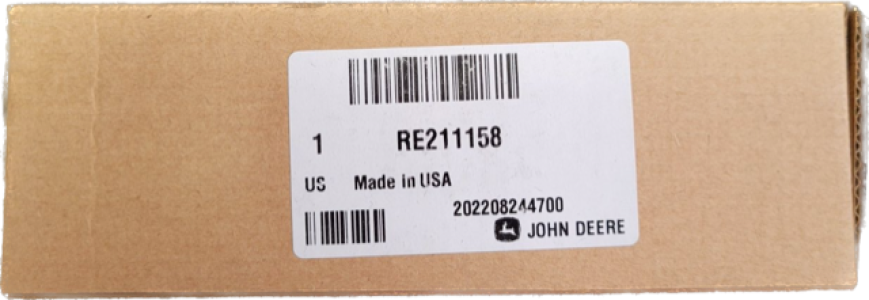 1 RE211158
US Made in USA
202208244700
JOHN DEERE